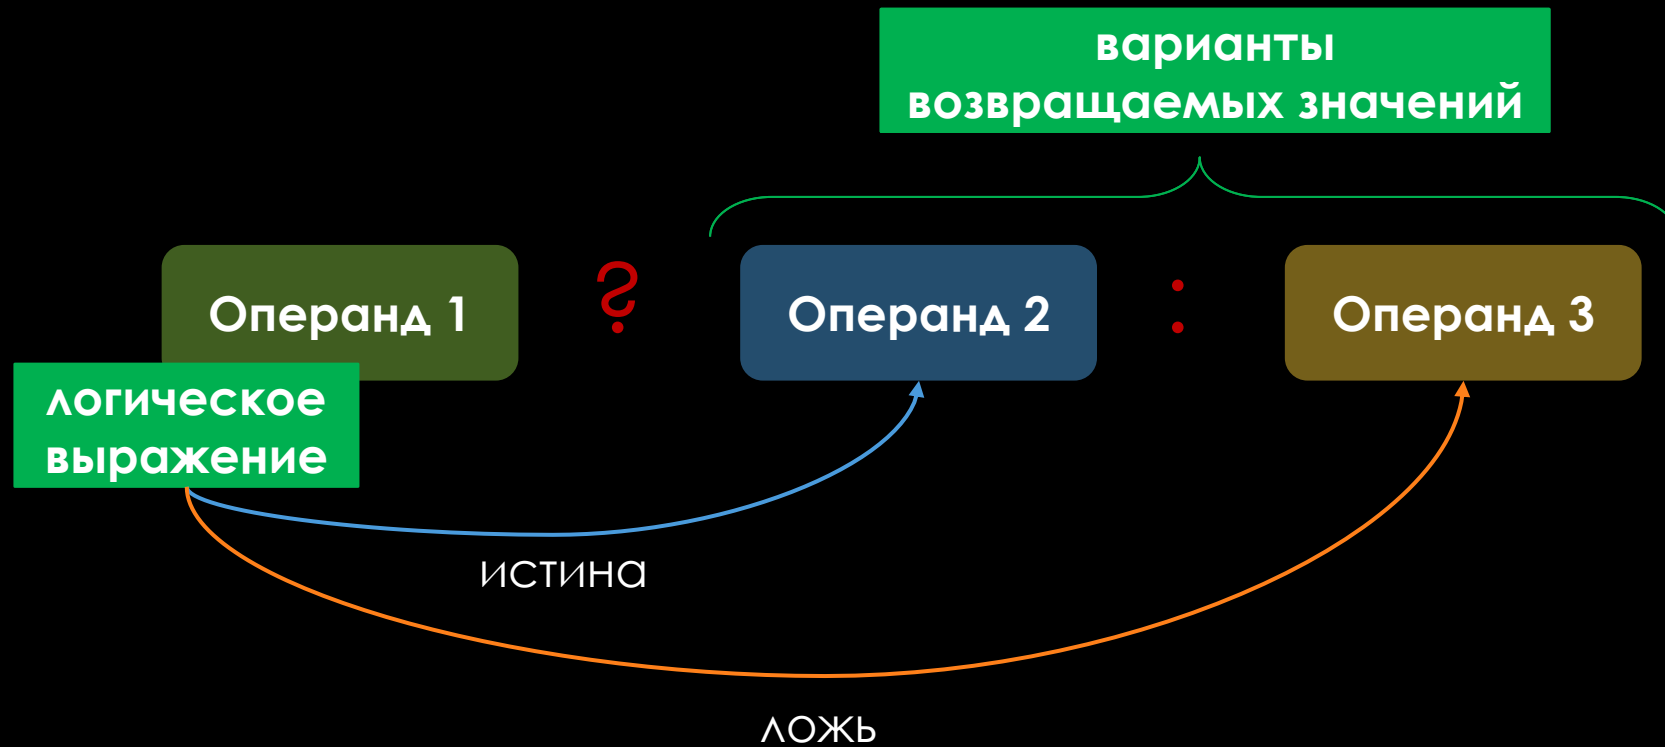 варианты
возвращаемых значений
Операнд 1 ? Операнд 2 : Операнд 3
логическое
выражение
истина
ложь